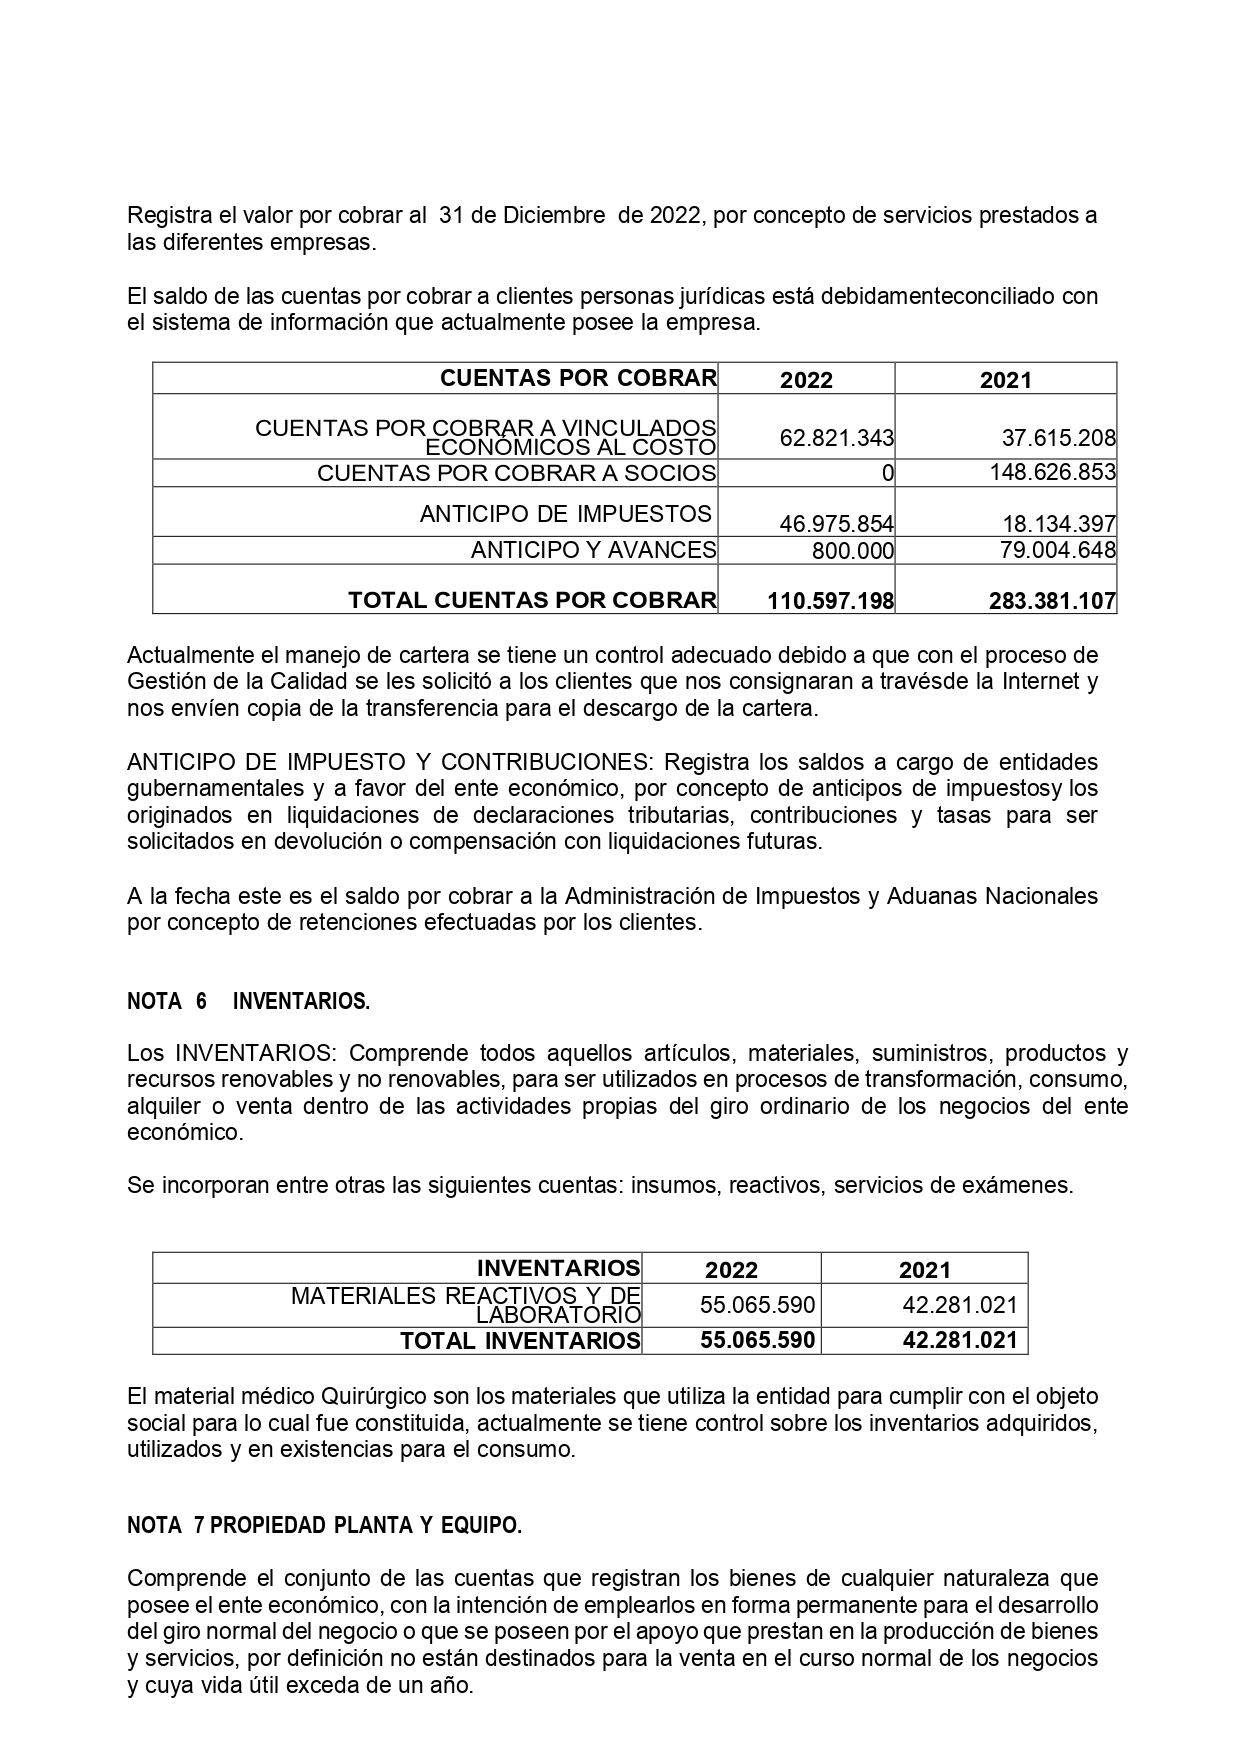 Registra el valor por cobrar al 31 de Diciembre de 2022, por concepto de servicios prestados a
las diferentes empresas.
El saldo de las cuentas por cobrar a clientes personas jurídicas está debidamenteconciliado con
el sistema de información que actualmente posee la empresa.
CUENTAS POR COBRAR 2022 2021
CUENTAS POR COBRAR A VINCULADOS
ECONÓMICOS AL COSTO 62.821.343 37.615.208
CUENTAS POR COBRAR A SOCIOS 0 148.626.853
ANTICIPO DE IMPUESTOS 46.975.854 18.134.397
ANTICIPO Y AVANCES 800.000 79.004.648
TOTAL CUENTAS POR COBRAR 110.597.198 283.381.107
Actualmente el manejo de cartera se tiene un control adecuado debido a que con el proceso de
Gestión de la Calidad se les solicitó a los clientes que nos consignaran a travésde la Internet y
nos envíen copia de la transferencia para el descargo de la cartera.
ANTICIPO DE IMPUESTO Y CONTRIBUCIONES: Registra los saldos a cargo de entidades
gubernamentales y a favor del ente económico, por concepto de anticipos de impuestosy los
originados en liquidaciones de declaraciones tributarias, contribuciones y tasas para ser
solicitados en devolución o compensación con liquidaciones futuras.
A la fecha este es el saldo por cobrar a la Administración de Impuestos y Aduanas Nacionales
por concepto de retenciones efectuadas por los clientes.
NOTA 6 INVENTARIOS.
Los INVENTARIOS: Comprende todos aquellos artículos, materiales, suministros, productos y
recursos renovables y no renovables, para ser utilizados en procesos de transformación, consumo,
alquiler o venta dentro de las actividades propias del giro ordinario de los negocios del ente
económico.
Se incorporan entre otras las siguientes cuentas: insumos, reactivos, servicios de exámenes.
INVENTARIOS 2022 2021
MATERIALES REACTIVOS Y DE
LABORATORIO 55.065.590 42.281.021
TOTAL INVENTARIOS 55.065.590 42.281.021
El material médico Quirúrgico son los materiales que utiliza la entidad para cumplir con el objeto
social para lo cual fue constituida, actualmente se tiene control sobre los inventarios adquiridos,
utilizados y en existencias para el consumo.
NOTA 7 PROPIEDAD PLANTA Y EQUIPO.
Comprende el conjunto de las cuentas que registran los bienes de cualquier naturaleza que
posee el ente económico, con la intención de emplearlos en forma permanente para el desarrollo
del giro normal del negocio o que se poseen por el apoyo que prestan en la producción de bienes
y servicios, por definición no están destinados para la venta en el curso normal de los negocios
y cuya vida útil exceda de un año.